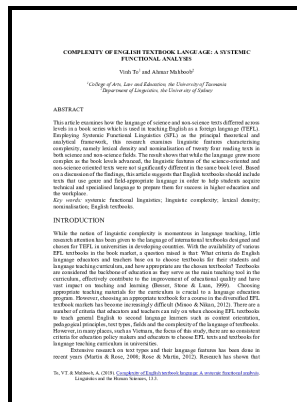 COMPLEXITY OF ENGLISH TEXTBOOK LANGUAGE: A SYSTEMIC
FUNCTIONAL ANALYSIS
Vinh To¹ and Ahmar Mahboob²
¹College of Arts, Law and Education, the University of Tasmania
²Department of Linguistics, the University of Sydney
ABSTRACT
This article examines how the language of science and non-science texts differed across
levels in a book series which is used in teaching English as a foreign language (TEFL).
Employing Systemic Functional Linguistics (SFL) as the principal theoretical and
analytical framework, this research examines linguistic features characterising
complexity, namely lexical density and nominalisation of twenty four reading texts in
both science and non-science fields. The result shows that while the language grew more
complex as the book levels advanced, the linguistic features of the science-oriented and
non-science oriented texts were not significantly different in the same book level. Based
on a discussion of the findings, this article suggests that English textbooks should include
texts that use genre and field-appropriate language in order to help students acquire
technical and specialised language to prepare them for success in higher education and
the workplace.
Key words: systemic functional linguistics; linguistic complexity; lexical density;
nominalisation; English textbooks.
INTRODUCTION
While the notion of linguistic complexity is momentous in language teaching, little
research attention has been given to the language of international textbooks designed and
chosen for TEFL in universities in developing countries. With the availability of various
EFL textbooks in the book market, a question raised is: What criteria do English
language educators and teachers base on to choose textbooks for their students and
language teaching curriculum, and how appropriate are the chosen textbooks? Textbooks
are considered the backbone of education as they serve as the main teaching tool in the
curriculum, effectively contribute to the improvement of educational quality and have
vast impact on teaching and learning (Besser, Stone & Luan, 1999). Choosing
appropriate teaching materials for the curriculum is crucial to a language education
program. However, choosing an appropriate textbook for a course in the diversified EFL
textbook markets has become increasingly difficult (Mimo & Nikan, 2012). There are a
number of criteria that educators and teachers can rely on when choosing EFL textbooks
to teach general English to second language learners such as content orientation,
pedagogical principles, text types, fields and the complexity of the language of textbooks.
However, in many places, such as Vietnam, the focus of this study, there are no consistent
criteria for education policy makers and educators to choose EFL texts and textbooks for
language teaching curriculum in universities.
Extensive research on text types and their language features has been done in
recent years (Martin & Rose, 2008; Rose & Martin, 2012). Research has shown that
To, V.T. & Mahboob, A. (2019). Complexity of English textbook language: A systemic functional analysis.
Linguistics and the Human Sciences, 13.3.